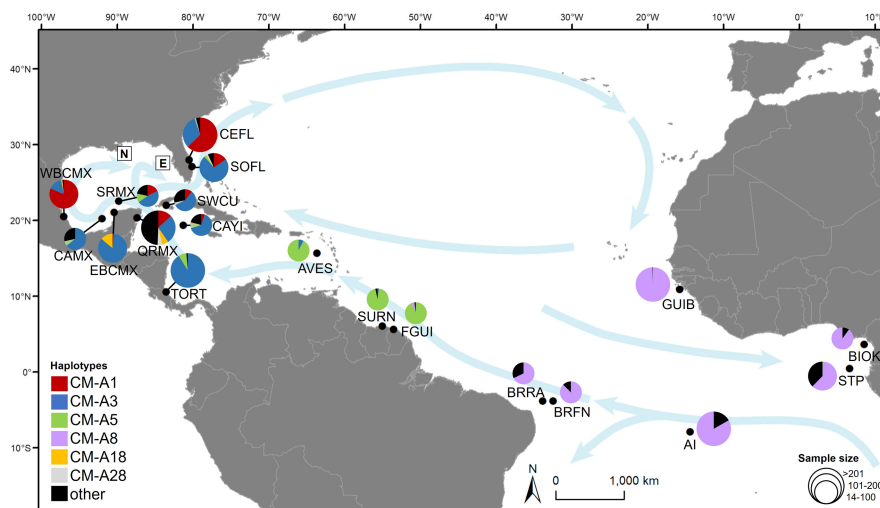 100°W 90°W 80°W 70°W 60°W 50°W 40°W 30°W 20°W 10°W 0° 10°
40°N
30°N
20°N
10°N
0°
10°S
CEFL
N
E
SOFL
WBCMX
SRMX
SWCU
CAYI
CAMX
QRMX
EBCMX
AVES
TORT
GUIB
SURN
FGUI
BIOK
STP
BRRA
BRFN
AI
Haplotypes
CM-A1
CM-A3
CM-A5
CM-A8
CM-A18
CM-A28
other
N
0 1,000 km
Sample size
>201
101-200
14-100